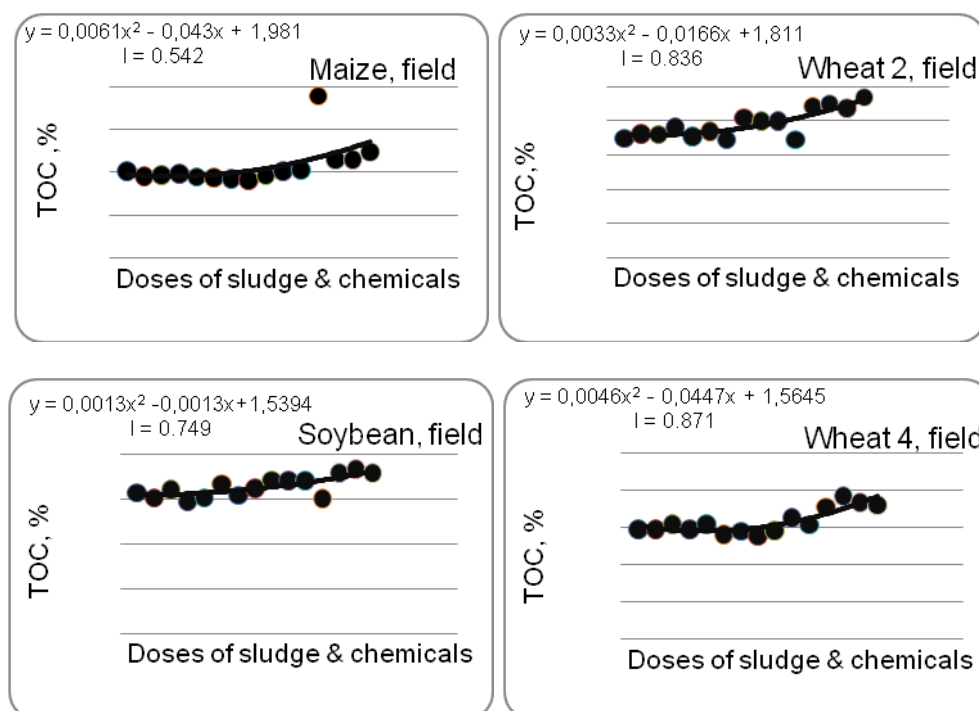 y = 0,0061x² - 0,043x + 1,981
I = 0.542
Maize, field
TOC ,%
Doses of sludge & chemicals
y = 0,0033x² - 0,0166x +1,811
I = 0.836
Wheat 2, field
TOC,%
Doses of sludge & chemicals
y = 0,0013x² -0,0013x+1,5394
I = 0.749
Soybean, field
TOC, %
Doses of sludge & chemicals
y = 0,0046x² - 0,0447x + 1,5645
I = 0.871
Wheat 4, field
TOC, %
Doses of sludge & chemicals